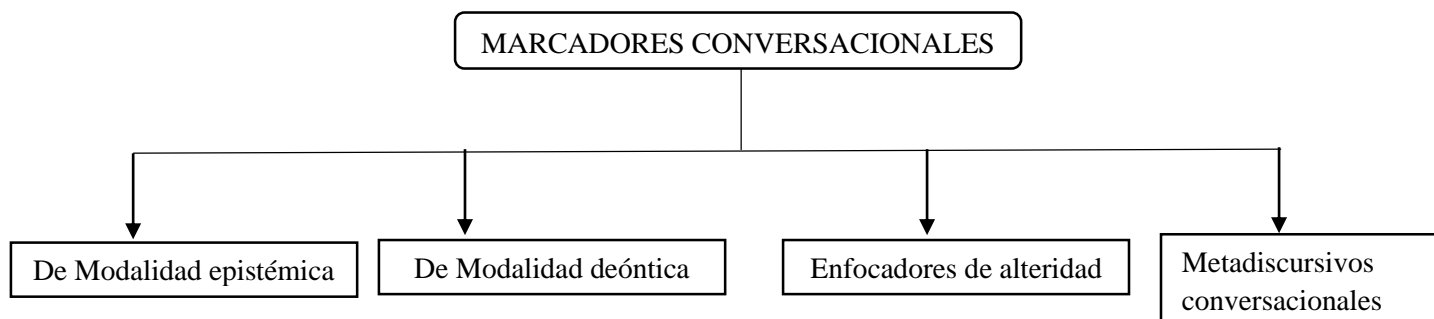 MARCADORES CONVERSACIONALES
De Modalidad epistémica
De Modalidad deóntica
Enfocadores de alteridad
Metadiscursivos
conversacionales